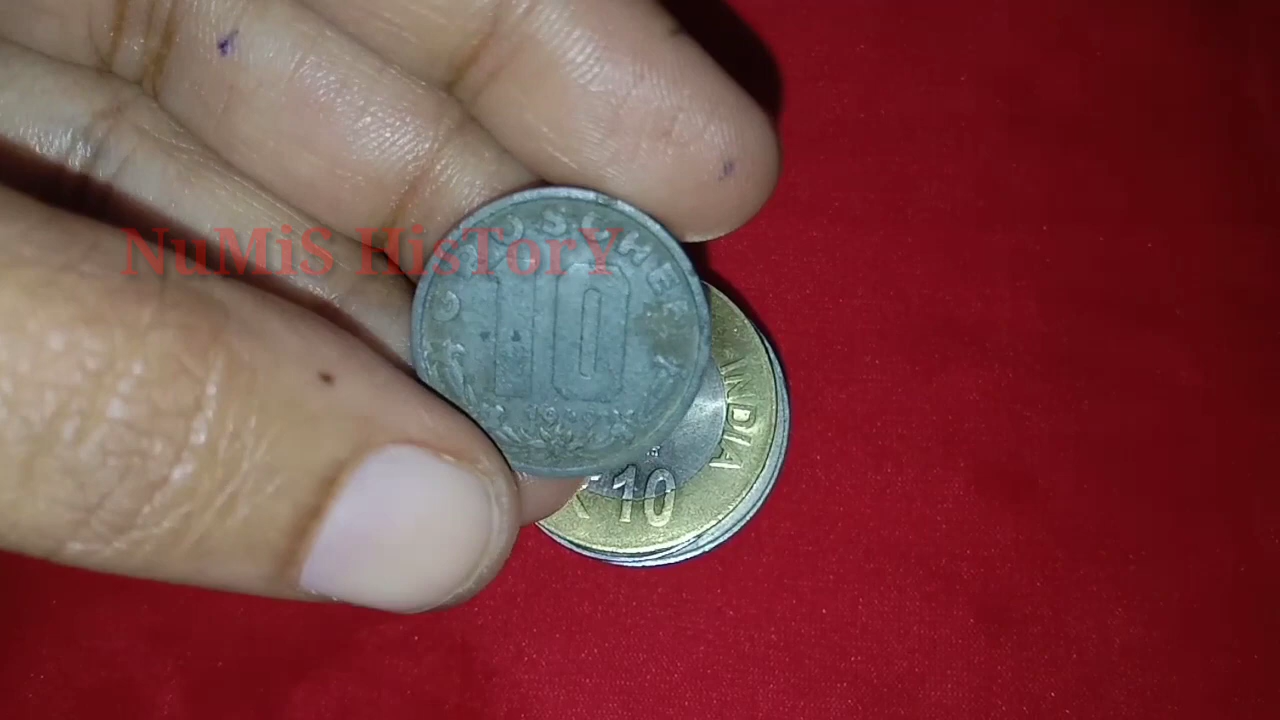 NuMiS HisTorY
GROSCHEN
10
INDIA
₹ 10